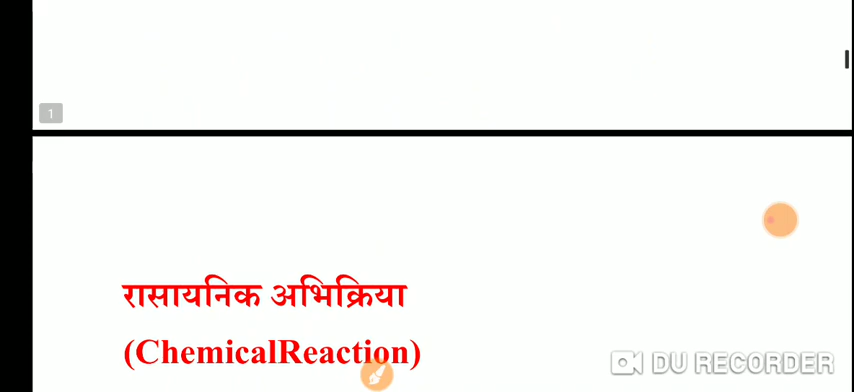 1
रासायनिक अभिक्रिया
(ChemicalReaction)
DU RECORDER